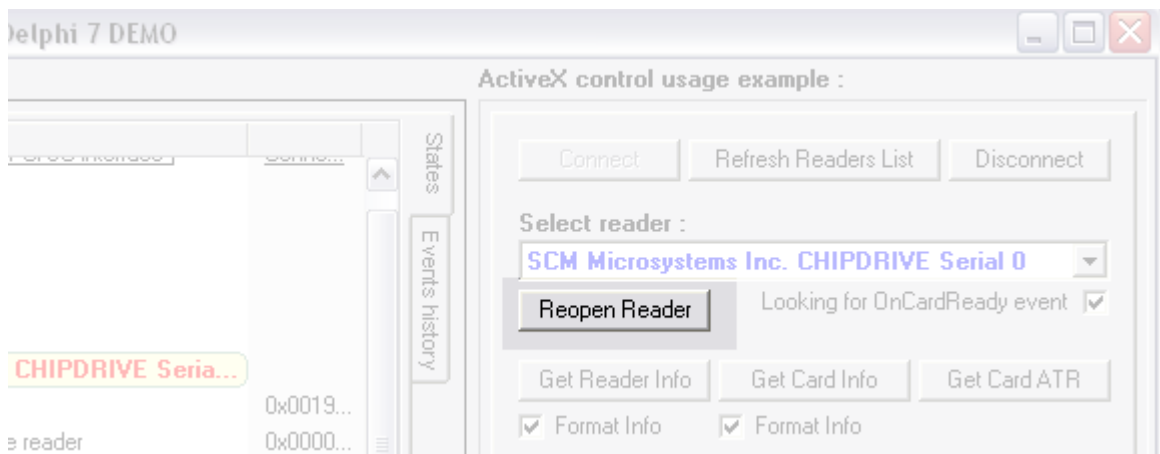 Delphi 7 DEMO
ActiveX control usage example :
Connect Refresh Readers List Disconnect
Select reader :
SCM Microsystems Inc. CHIPDRIVE Serial 0
Reopen Reader Looking for OnCardReady event
Get Reader Info Get Card Info Get Card ATR
Format Info Format Info
States
Events history
CHIPDRIVE Seria...
0x0019...
e reader 0x0000...